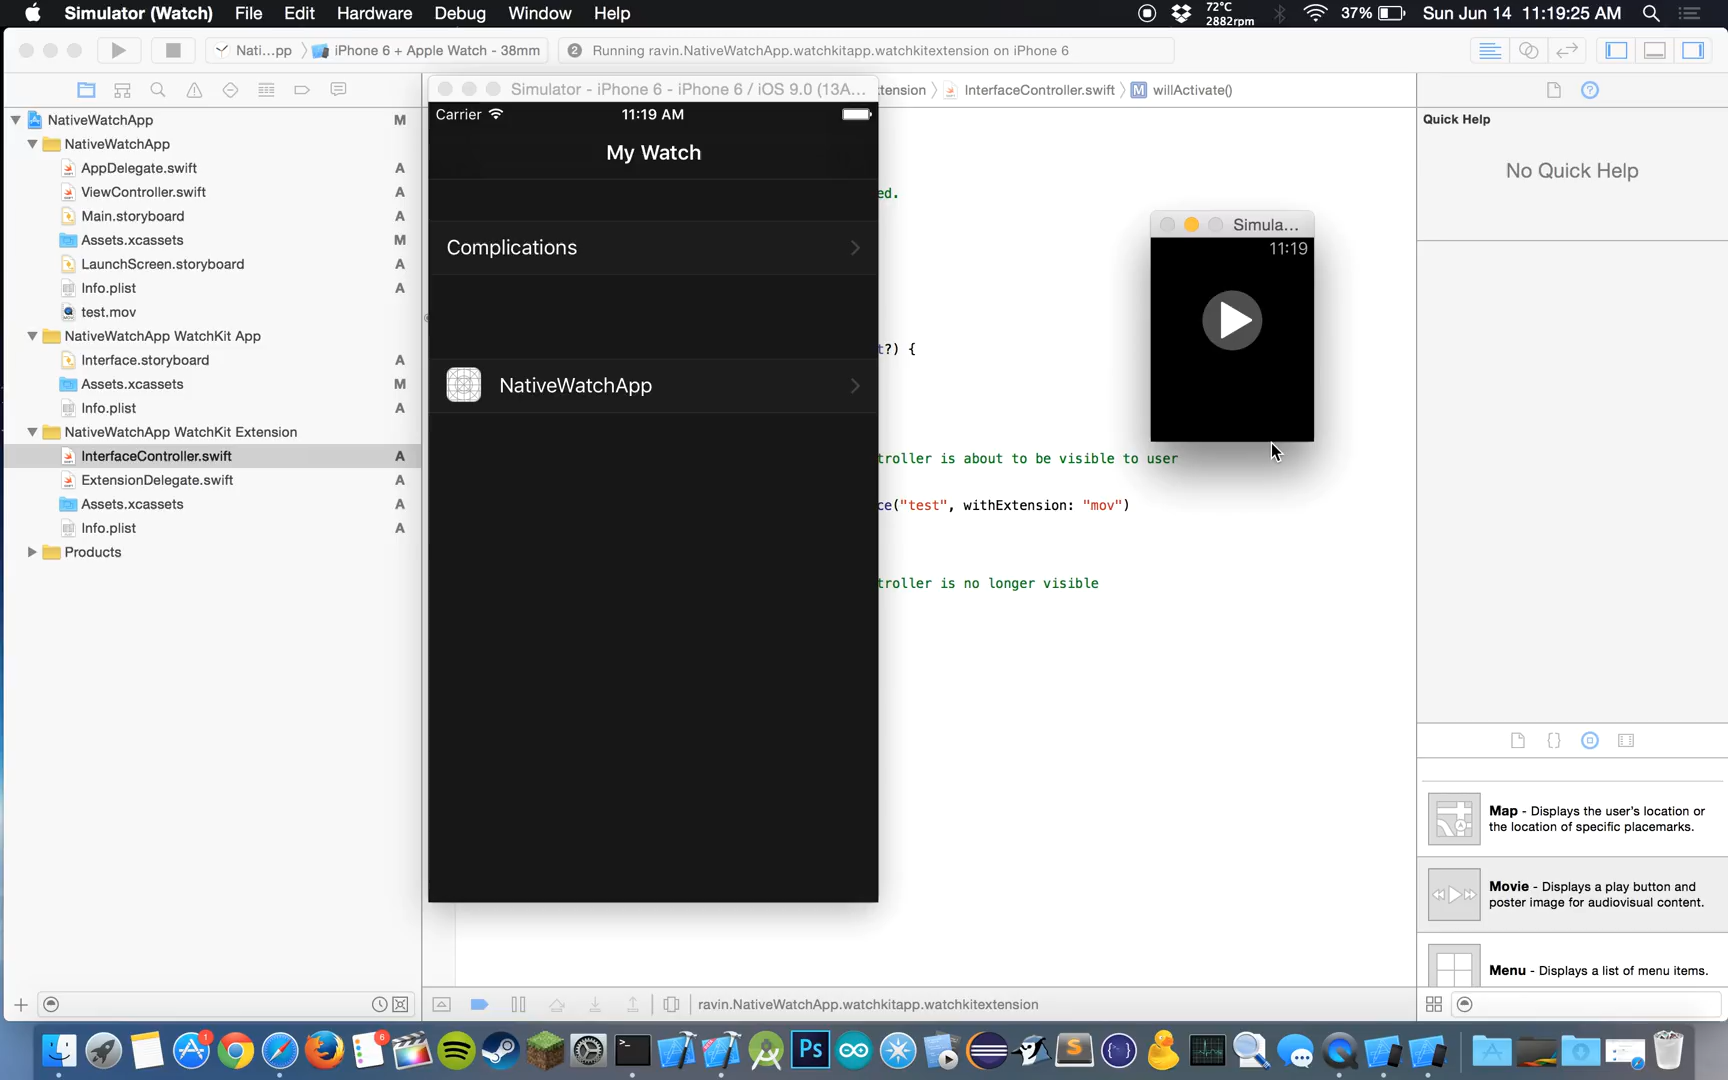 Simulator (Watch) File Edit Hardware Debug Window Help
72°C
2882rpm
37%
Sun Jun 14 11:19:25 AM
Nati...pp
iPhone 6 + Apple Watch - 38mm
2
Running ravin.NativeWatchApp.watchkitapp.watchkitextension on iPhone 6
NativeWatchApp M
NativeWatchApp
AppDelegate.swift A
ViewController.swift A
Main.storyboard A
Assets.xcassets M
LaunchScreen.storyboard A
Info.plist A
test.mov
NativeWatchApp WatchKit App
Interface.storyboard A
Assets.xcassets M
Info.plist A
NativeWatchApp WatchKit Extension
InterfaceController.swift A
ExtensionDelegate.swift A
Assets.xcassets A
Info.plist A
Products
Simulator - iPhone 6 - iPhone 6 / iOS 9.0 (13A...
Carrier
11:19 AM
My Watch
Complications
NativeWatchApp
tension
InterfaceController.swift
M
willActivate()
ed.
t?) {
troller is about to be visible to user
ce("test", withExtension: "mov")
troller is no longer visible
Simula...
11:19
ravin.NativeWatchApp.watchkitapp.watchkitextension
Quick Help
No Quick Help
Map - Displays the user's location or
the location of specific placemarks.
Movie - Displays a play button and
poster image for audiovisual content.
Menu - Displays a list of menu items.
1
6
Ps